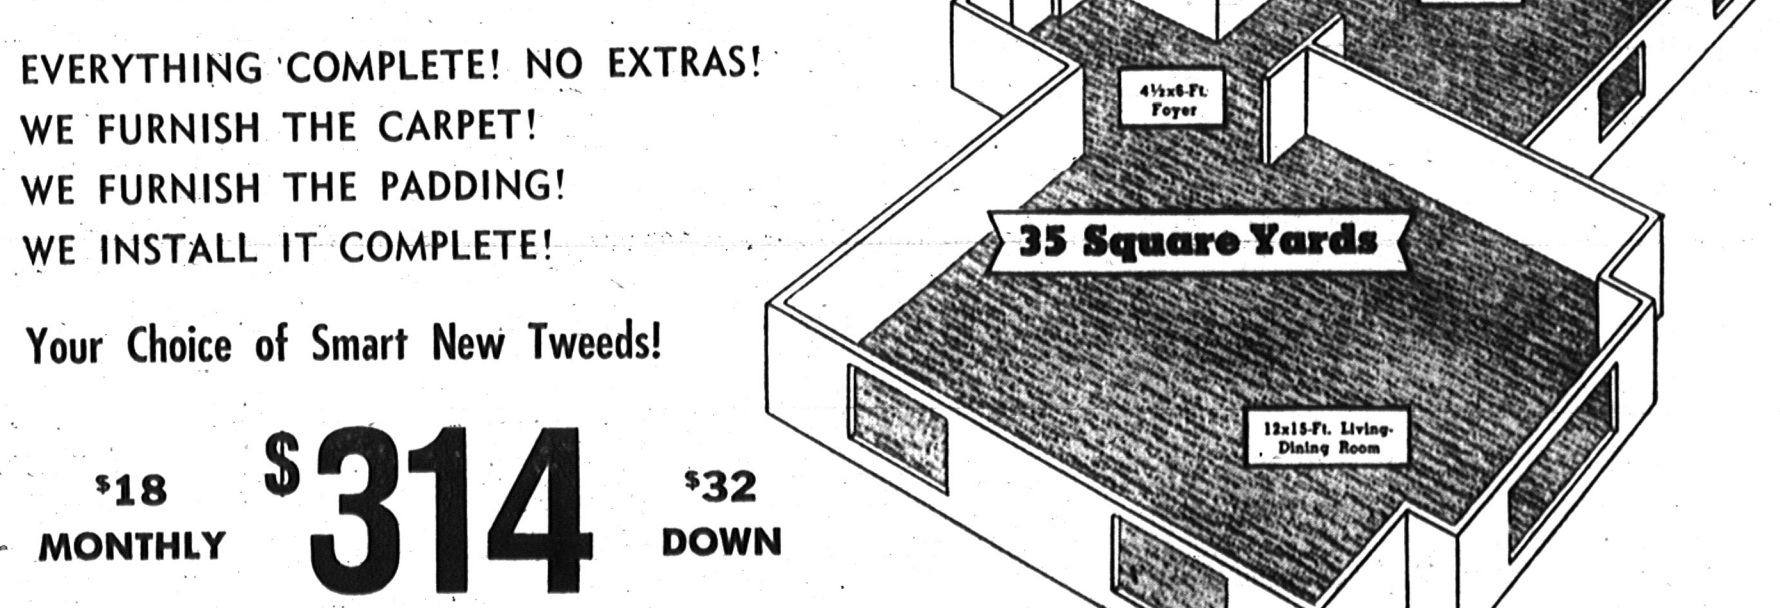 EVERYTHING COMPLETE! NO EXTRAS!
WE FURNISH THE CARPET!
WE FURNISH THE PADDING!
WE INSTALL IT COMPLETE!
Your Choice of Smart New Tweeds!
$18
MONTHLY
$314
$32
DOWN
4½x6-Ft.
Foyer
35 Square Yards
12x15-Ft. Living-
Dining Room